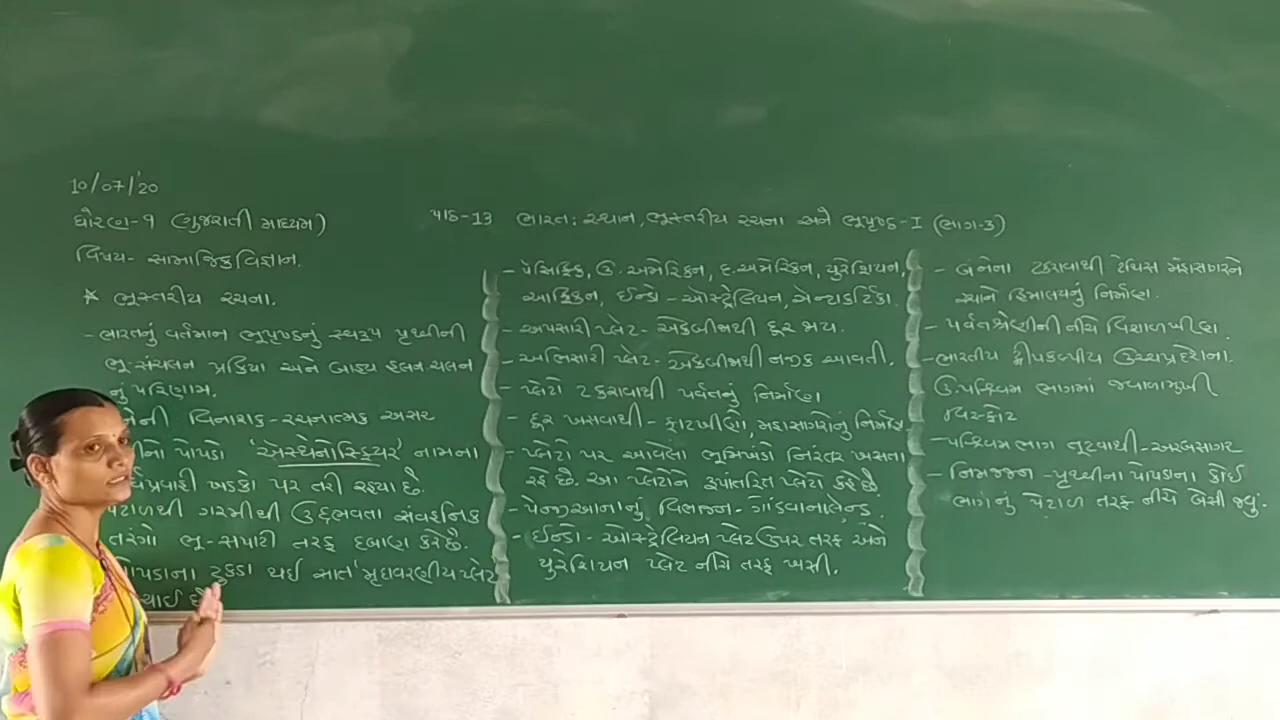 10/07/'20
ધોરણ-9 (ગુજરાતી માધ્યમ)
પાઠ-13 ભારત: સ્થાન, ભૂસ્તરીય રચના અને ભૂપૃષ્ઠ-I (ભાગ-3)
વિષય- સામાજિકવિજ્ઞાન.
* ભૂસ્તરીય રચના.
- ભારતનું વર્તમાન ભૂપૃષ્ઠનું સ્વરૂપ પૃથ્વીની
ભૂ-સંચલન પ્રક્રિયા અને બાહ્ય હલન ચલન
નું પરિણામ.
વિનાશક-રચનાત્મક અસર
પોપડો 'એસ્થેનોસ્ફિયર' નામના
ખડકો પર તરી રહ્યા છે.
ગરમીથી ઉદ્દભવતા સંવહનિક
તરંગો ભૂ-સપાટી તરફ દબાણ કરે છે.
ટુકડા થઈ સાત 'મૃદાવરણીય પ્લેટ
- પેસિફિક, ઉ.અમેરિકન, દ.અમેરિકન, યુરેશિયન,
આફ્રિકન, ઈન્ડો-ઓસ્ટ્રેલિયન, એન્ટાર્કટિકા.
- અપસારી પ્લેટ- એકબીજાથી દૂર જાય.
- અભિસારી પ્લેટ- એકબીજાથી નજીક આવતી.
- પ્લેટો ટકરાવાથી પર્વતનું નિર્માણ
- દૂર ખસવાથી - ફાટખીણો, મહાસાગરોનું નિર્માણ
- પ્લેટો પર આવેલાં ભૂમિખંડો નિરંતર ખસતા
રહે છે. આ પ્લેટોને રૂપાંતરિત પ્લેટો કહે છે.
- પેન્જીઆનાનું વિભાજન- ગોંડવાનાલેન્ડ
- ઈન્ડો-ઓસ્ટ્રેલિયન પ્લેટ ઉપર તરફ અને
યુરેશિયન પ્લેટ નીચે તરફ ખસી.
- બંનેના ટકરાવાથી ટેથિસ મહાસાગરને
સ્થાને હિમાલયનું નિર્માણ.
- પર્વતશ્રેણીની નીચે વિશાળ ખીણ.
- ભારતીય દ્વીપકલ્પીય ઉચ્ચપ્રદેશના.
ઉ.પશ્ચિમ ભાગમાં જ્વાળામુખી
વિસ્ફોટ
- પશ્ચિમ ભાગ તૂટવાથી-અરબસાગર
- નિમજ્જન-પૃથ્વીના પોપડાના કોઈ
ભાગનું પેટાળ તરફ નીચે બેસી જવું.